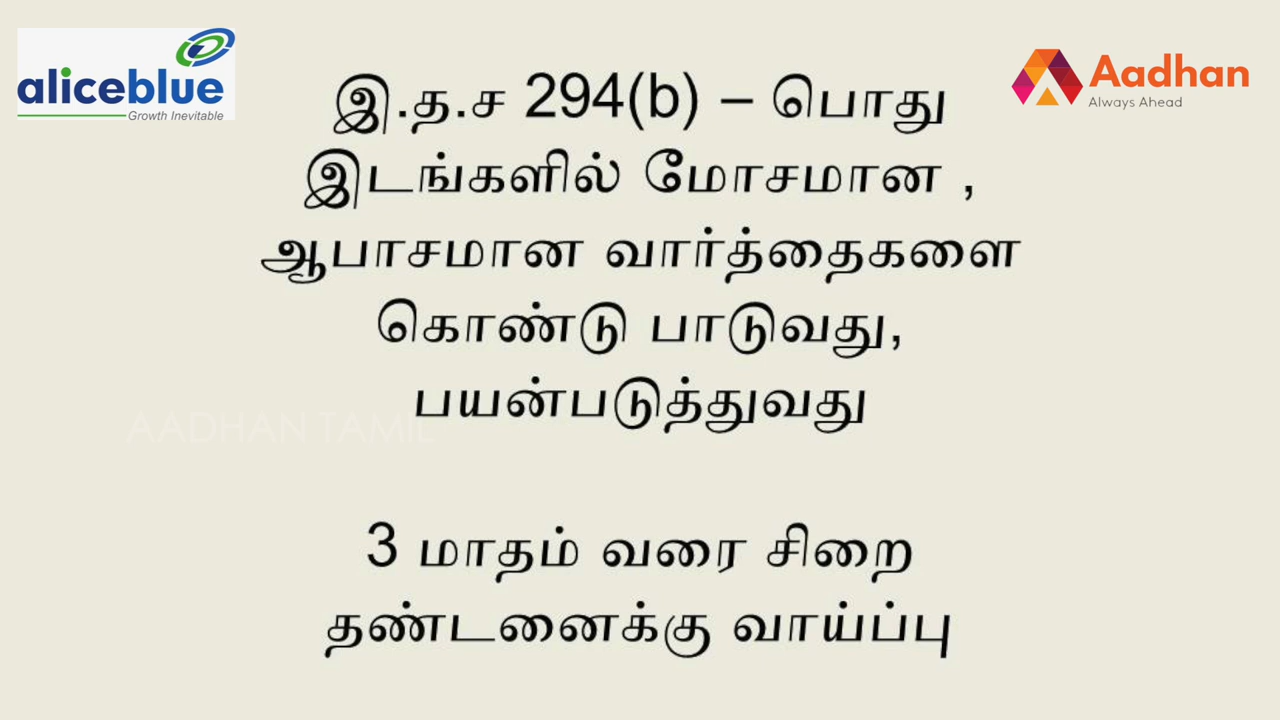 aliceblue
Growth Inevitable
Aadhan
Always Ahead
இ.த.ச 294(b) – பொது
இடங்களில் மோசமான ,
ஆபாசமான வார்த்தைகளை
கொண்டு பாடுவது,
பயன்படுத்துவது
AADHAN TAMIL
3 மாதம் வரை சிறை
தண்டனைக்கு வாய்ப்பு